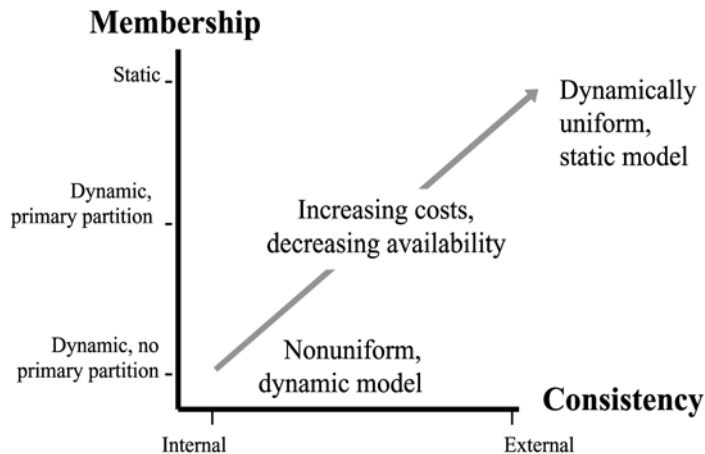 Membership
Static
Dynamically
uniform,
static model
Dynamic,
primary partition
Increasing costs,
decreasing availability
Dynamic, no
primary partition
Nonuniform,
dynamic model
Consistency
Internal
External